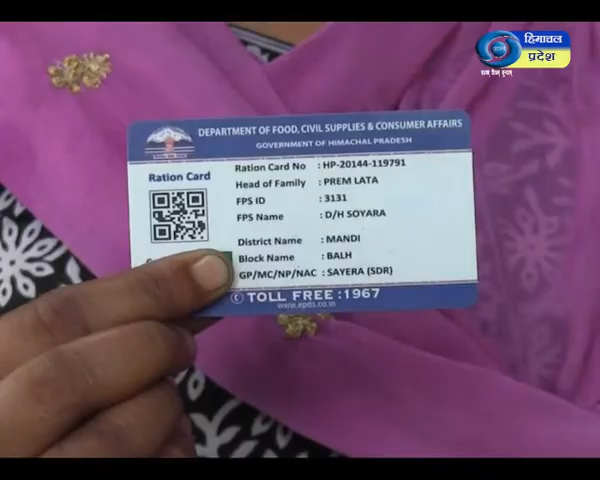 हिमाचल
प्रदेश
DEPARTMENT OF FOOD, CIVIL SUPPLIES & CONSUMER AFFAIRS
GOVERNMENT OF HIMACHAL PRADESH
Ration Card
Ration Card No : HP-20144-119791
Head of Family : PREM LATA
FPS ID : 3131
FPS Name : D/H SOYARA
District Name : MANDI
Block Name : BALH
GP/MC/NP/NAC : SAYERA (SDR)
TOLL FREE : 1967
www.epds.co.in